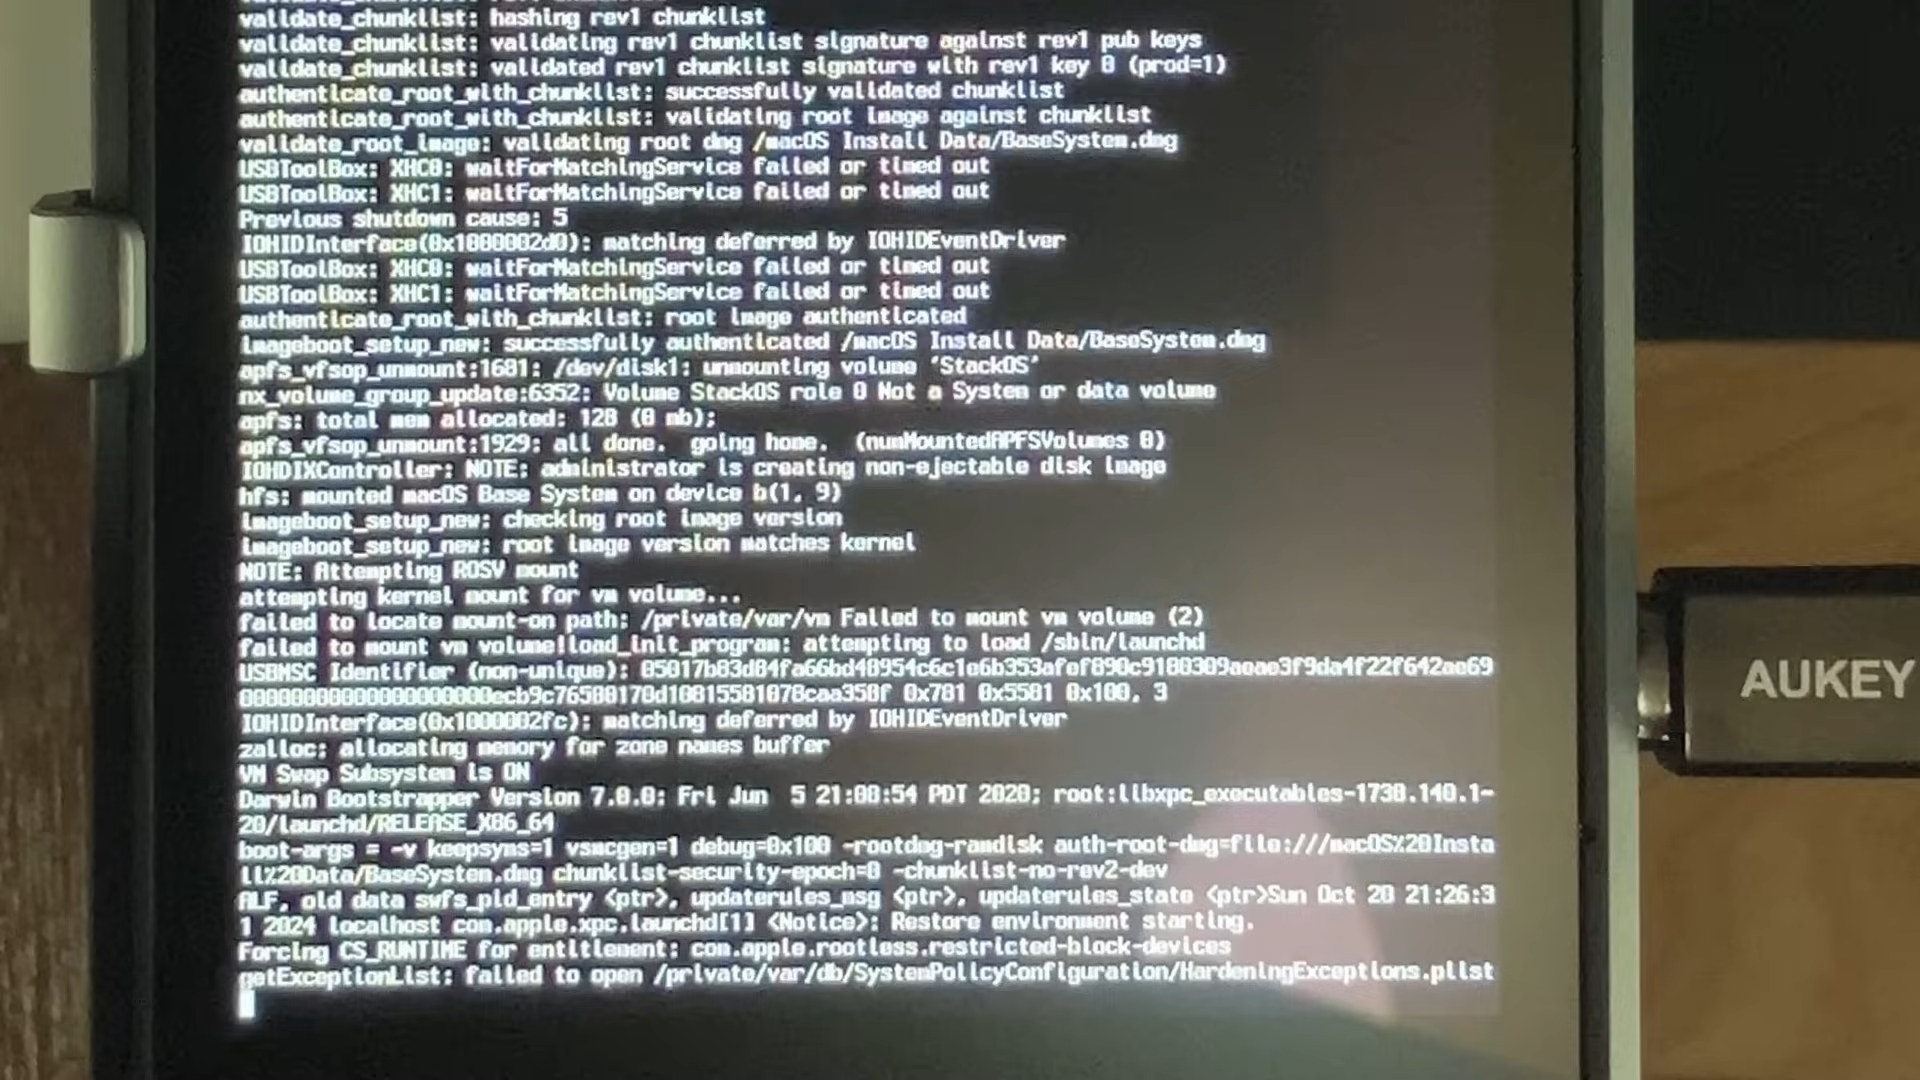 validate_chunklist: hashing rev1 chunklist
validate_chunklist: validating rev1 chunklist signature against rev1 pub keys
validate_chunklist: validated rev1 chunklist signature with rev1 key 0 (prod=1)
authenticate_root_with_chunklist: successfully validated chunklist
authenticate_root_with_chunklist: validating root image against chunklist
validate_root_image: validating root dmg /macOS Install Data/BaseSystem.dmg
USBToolBox: XHC0: waitForMatchingService failed or timed out
USBToolBox: XHC1: waitForMatchingService failed or timed out
Previous shutdown cause: 5
IOHIDInterface(0x1000002d0): matching deferred by IOHIDEventDriver
USBToolBox: XHC0: waitForMatchingService failed or timed out
USBToolBox: XHC1: waitForMatchingService failed or timed out
authenticate_root_with_chunklist: root image authenticated
imageboot_setup_new: successfully authenticated /macOS Install Data/BaseSystem.dmg
apfs_vfsop_unmount:1681: /dev/disk1: unmounting volume 'StackOS'
nx_volume_group_update:6352: Volume StackOS role 0 Not a System or data volume
apfs: total mem allocated: 128 (0 mb);
apfs_vfsop_unmount:1929: all done.  going home.  (numMountedAPFSVolumes 0)
IOHDIXController: NOTE: administrator is creating non-ejectable disk image
hfs: mounted macOS Base System on device b(1, 9)
imageboot_setup_new: checking root image version
imageboot_setup_new: root image version matches kernel
NOTE: Attempting ROSV mount
attempting kernel mount for vm volume...
failed to locate mount-on path: /private/var/vm Failed to mount vm volume (2)
failed to mount vm volume!load_init_program: attempting to load /sbin/launchd
USBMSC Identifier (non-unique): 0x781 0x5581 0x100, 3
IOHIDInterface(0x1000002fc): matching deferred by IOHIDEventDriver
zalloc: allocating memory for zone names buffer
VM Swap Subsystem is ON
Darwin Bootstrapper Version 7.0.0: Fri Jun  5 21:08:54 PDT 2020; root:libxpc_executables-1738.140.1~
20/launchd/RELEASE_X86_64
boot-args = -v keepsyms=1 vsmcgen=1 debug=0x100 -rootdmg-ramdisk auth-root-dmg=file:///macOS%20Insta
ll%20Data/BaseSystem.dmg chunklist-security-epoch=0 -chunklist-no-rev2-dev
ALF, old data swfs_pid_entry <ptr>, updaterules_msg <ptr>, updaterules_state <ptr>Sun Oct 20 21:26:3
1 2024 localhost com.apple.xpc.launchd[1] <Notice>: Restore environment starting.
Forcing CS_RUNTIME for entitlement: com.apple.rootless.restricted-block-devices
getExceptionList: failed to open /private/var/db/SystemPolicyConfiguration/HardeningExceptions.plist
AUKEY